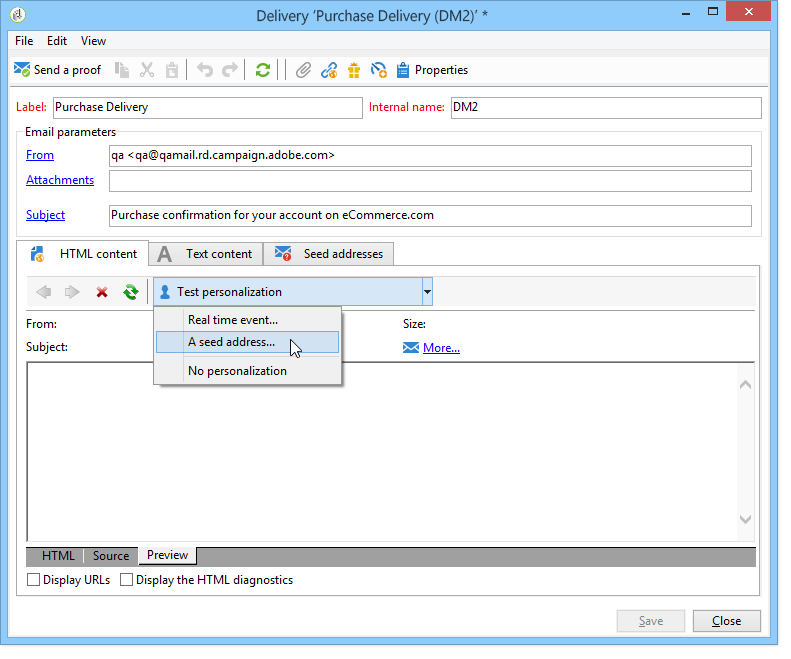 Delivery ‘Purchase Delivery (DM2)’ *
File Edit View
Send a proof Properties
Label: Purchase Delivery Internal name: DM2
Email parameters
From qa <qa@qamail.rd.campaign.adobe.com>
Attachments
Subject Purchase confirmation for your account on eCommerce.com
HTML content Text content Seed addresses
Test personalization
Real time event...
From: Size:
A seed address...
Subject: More...
No personalization
HTML Source Preview
Display URLs Display the HTML diagnostics
Save Close